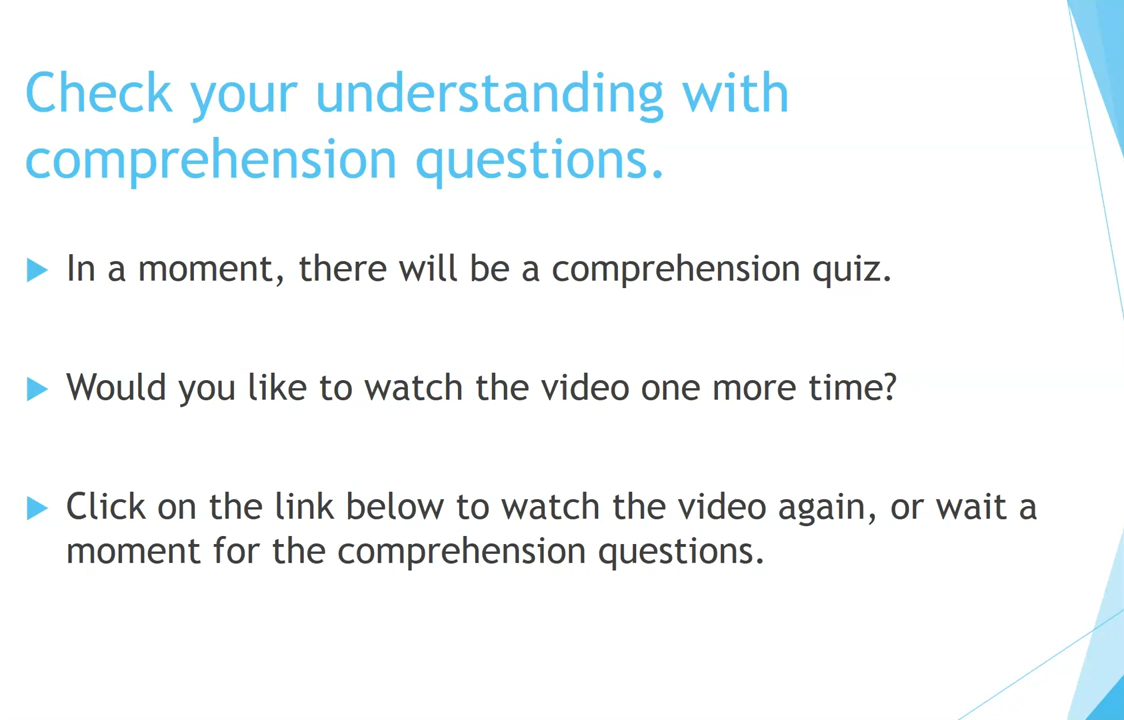 Check your understanding with
comprehension questions.
In a moment, there will be a comprehension quiz.
Would you like to watch the video one more time?
Click on the link below to watch the video again, or wait a
moment for the comprehension questions.